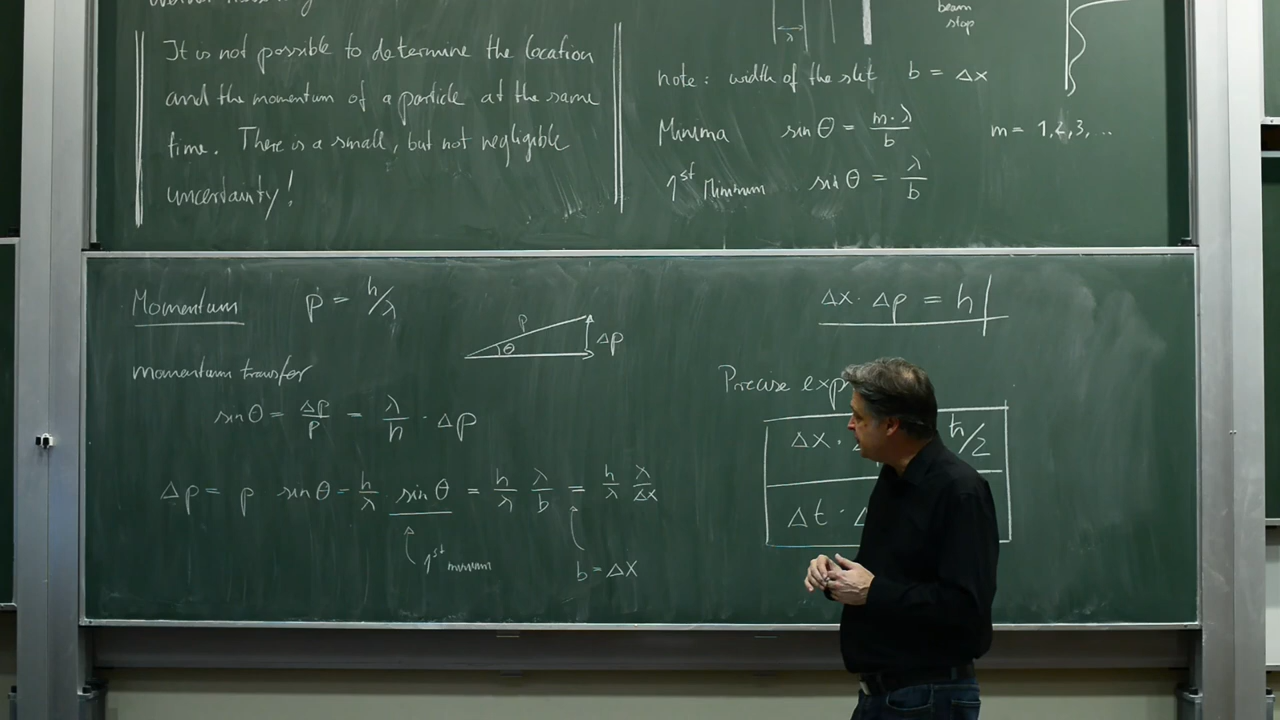 It is not possible to determine the location
and the momentum of a particle at the same
time. There is a small, but not negligible
uncertainty!
beam
stop
λ
note: width of the slit b = Δx
Minima sin θ = m·λ/b m = 1,2,3,...
1st Minimum sin θ = λ/b
Momentum p = h/λ
p
θ
Δp
momentum transfer
sin θ = Δp/p = λ/h · Δp
Δp = p sin θ = h/λ sin θ = h/λ λ/b = h/λ λ/Δx
1st minimum
b = Δx
Δx · Δp = h
Precise
Δx ·
ħ/2
Δt ·